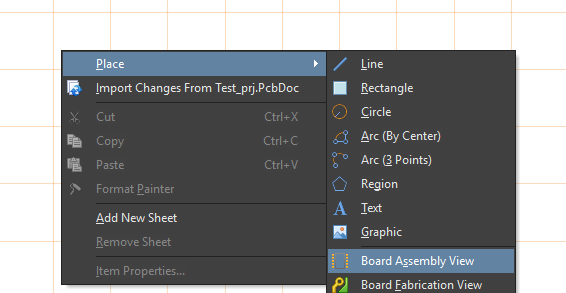 Place
Import Changes From Test_prj.PcbDoc
Cut Ctrl+X
Copy Ctrl+C
Paste Ctrl+V
Format Painter
Add New Sheet
Remove Sheet
Item Properties...
Line
Rectangle
Circle
Arc (By Center)
Arc (3 Points)
Region
A Text
Graphic
Board Assembly View
Board Fabrication View